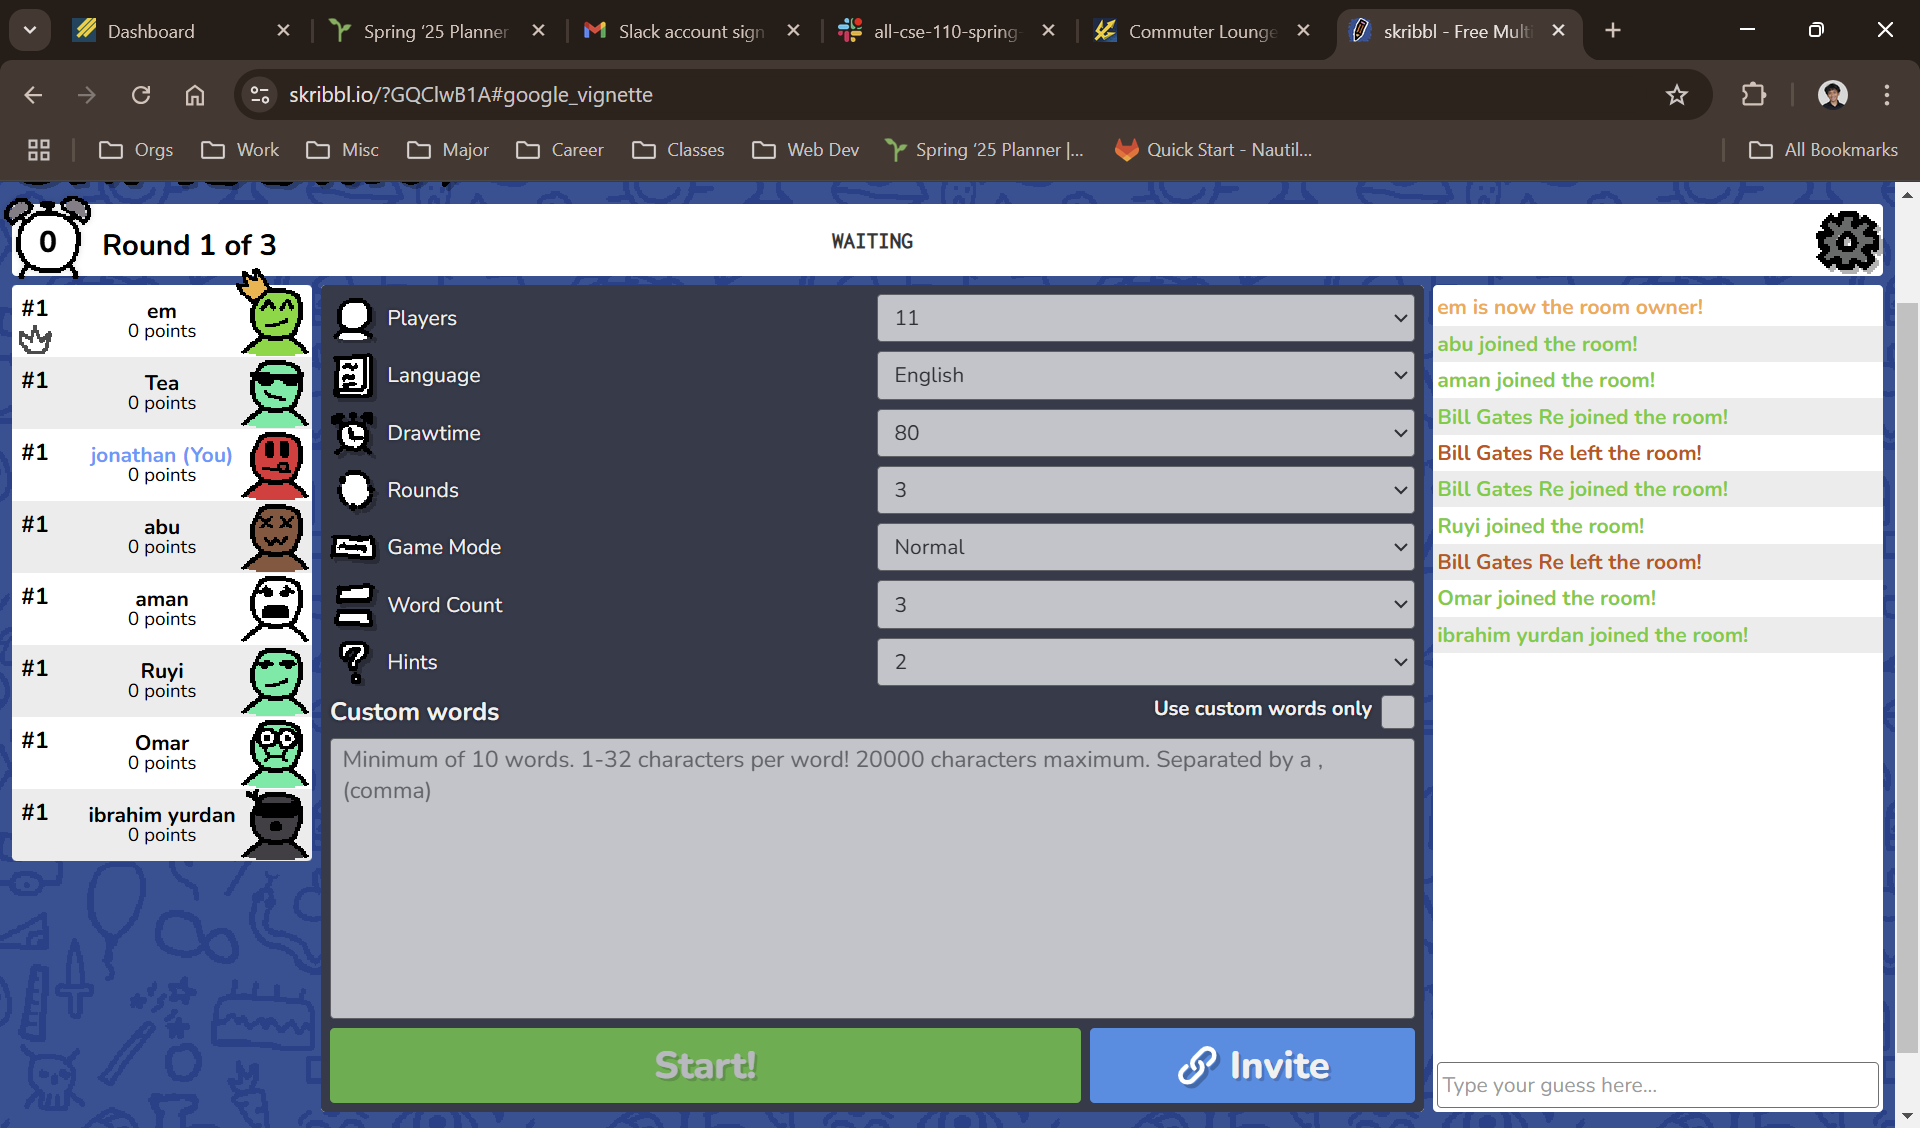 Dashboard
Spring '25 Planner
Slack account sign
all-cse-110-spring-
Commuter Lounge
skribbl - Free Multi
skribbl.io/?GQClwB1A#google_vignette
Orgs
Work
Misc
Major
Career
Classes
Web Dev
Spring '25 Planner |...
Quick Start - Nautil...
All Bookmarks
0
Round 1 of 3
WAITING
#1
em
0 points
#1
Tea
0 points
#1
jonathan (You)
0 points
#1
abu
0 points
#1
aman
0 points
#1
Ruyi
0 points
#1
Omar
0 points
#1
ibrahim yurdan
0 points
Players
11
Language
English
Drawtime
80
Rounds
3
Game Mode
Normal
Word Count
3
Hints
2
Custom words
Use custom words only
Minimum of 10 words. 1-32 characters per word! 20000 characters maximum. Separated by a ,
(comma)
Start!
Invite
em is now the room owner!
abu joined the room!
aman joined the room!
Bill Gates Re joined the room!
Bill Gates Re left the room!
Bill Gates Re joined the room!
Ruyi joined the room!
Bill Gates Re left the room!
Omar joined the room!
ibrahim yurdan joined the room!
Type your guess here...